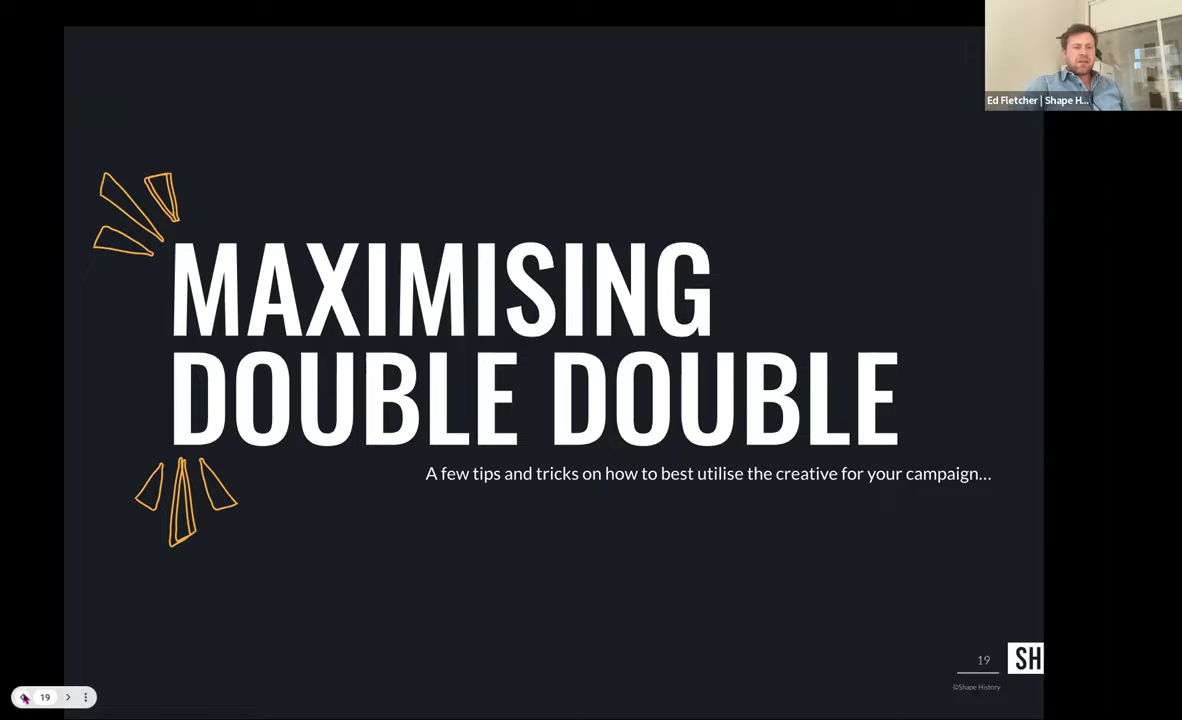 Ed Fletcher | Shape H...
MAXIMISING
DOUBLE DOUBLE
A few tips and tricks on how to best utilise the creative for your campaign...
19
SH
©Shape History
19